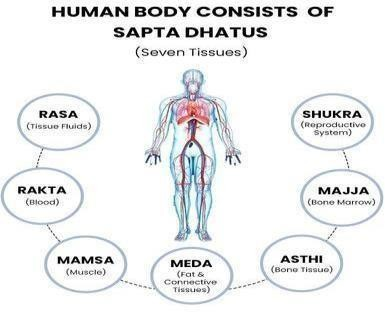 HUMAN BODY CONSISTS OF
SAPTA DHATUS
(Seven Tissues)
RASA
(Tissue Fluids)
RAKTA
(Blood)
MAMSA
(Muscle)
MEDA
(Fat &
Connective
Tissues)
ASTHI
(Bone Tissue)
MAJJA
(Bone Marrow)
SHUKRA
(Reproductive
System)